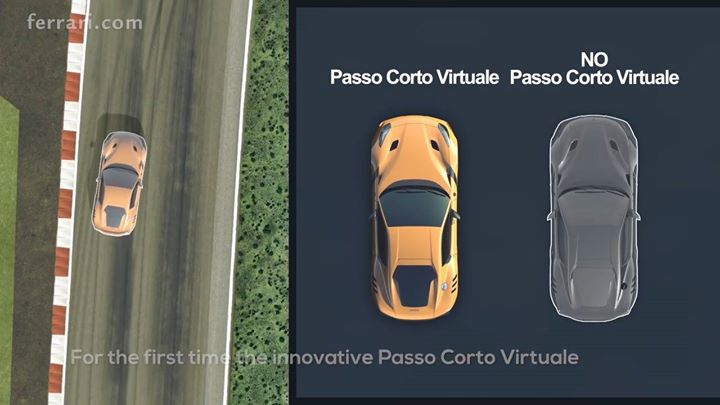 ferrari.com
NO
Passo Corto Virtuale Passo Corto Virtuale
For the first time the innovative Passo Corto Virtuale